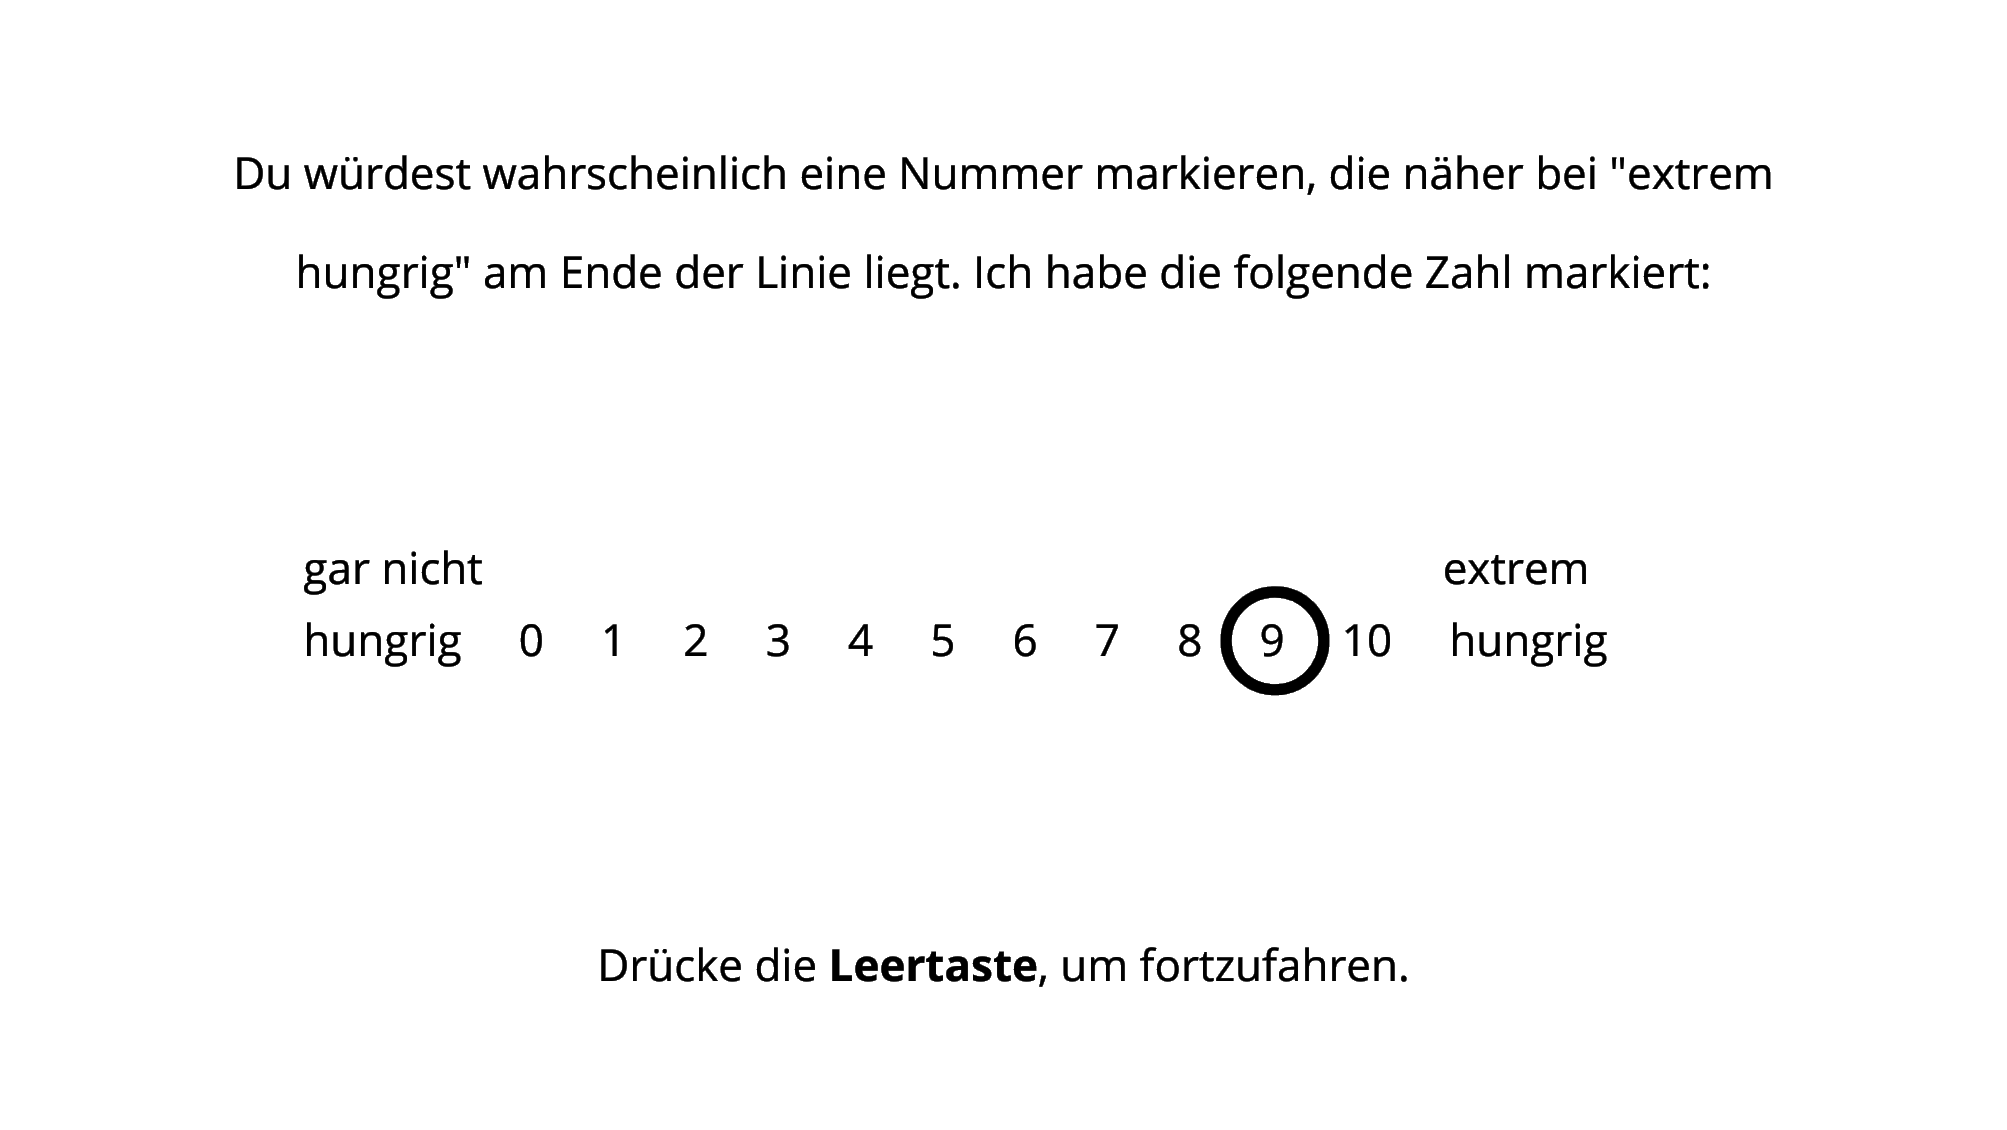 Du würdest wahrscheinlich eine Nummer markieren, die näher bei "extrem
hungrig" am Ende der Linie liegt. Ich habe die folgende Zahl markiert:
gar nicht extrem
hungrig 0 1 2 3 4 5 6 7 8 9 10 hungrig
Drücke die Leertaste, um fortzufahren.